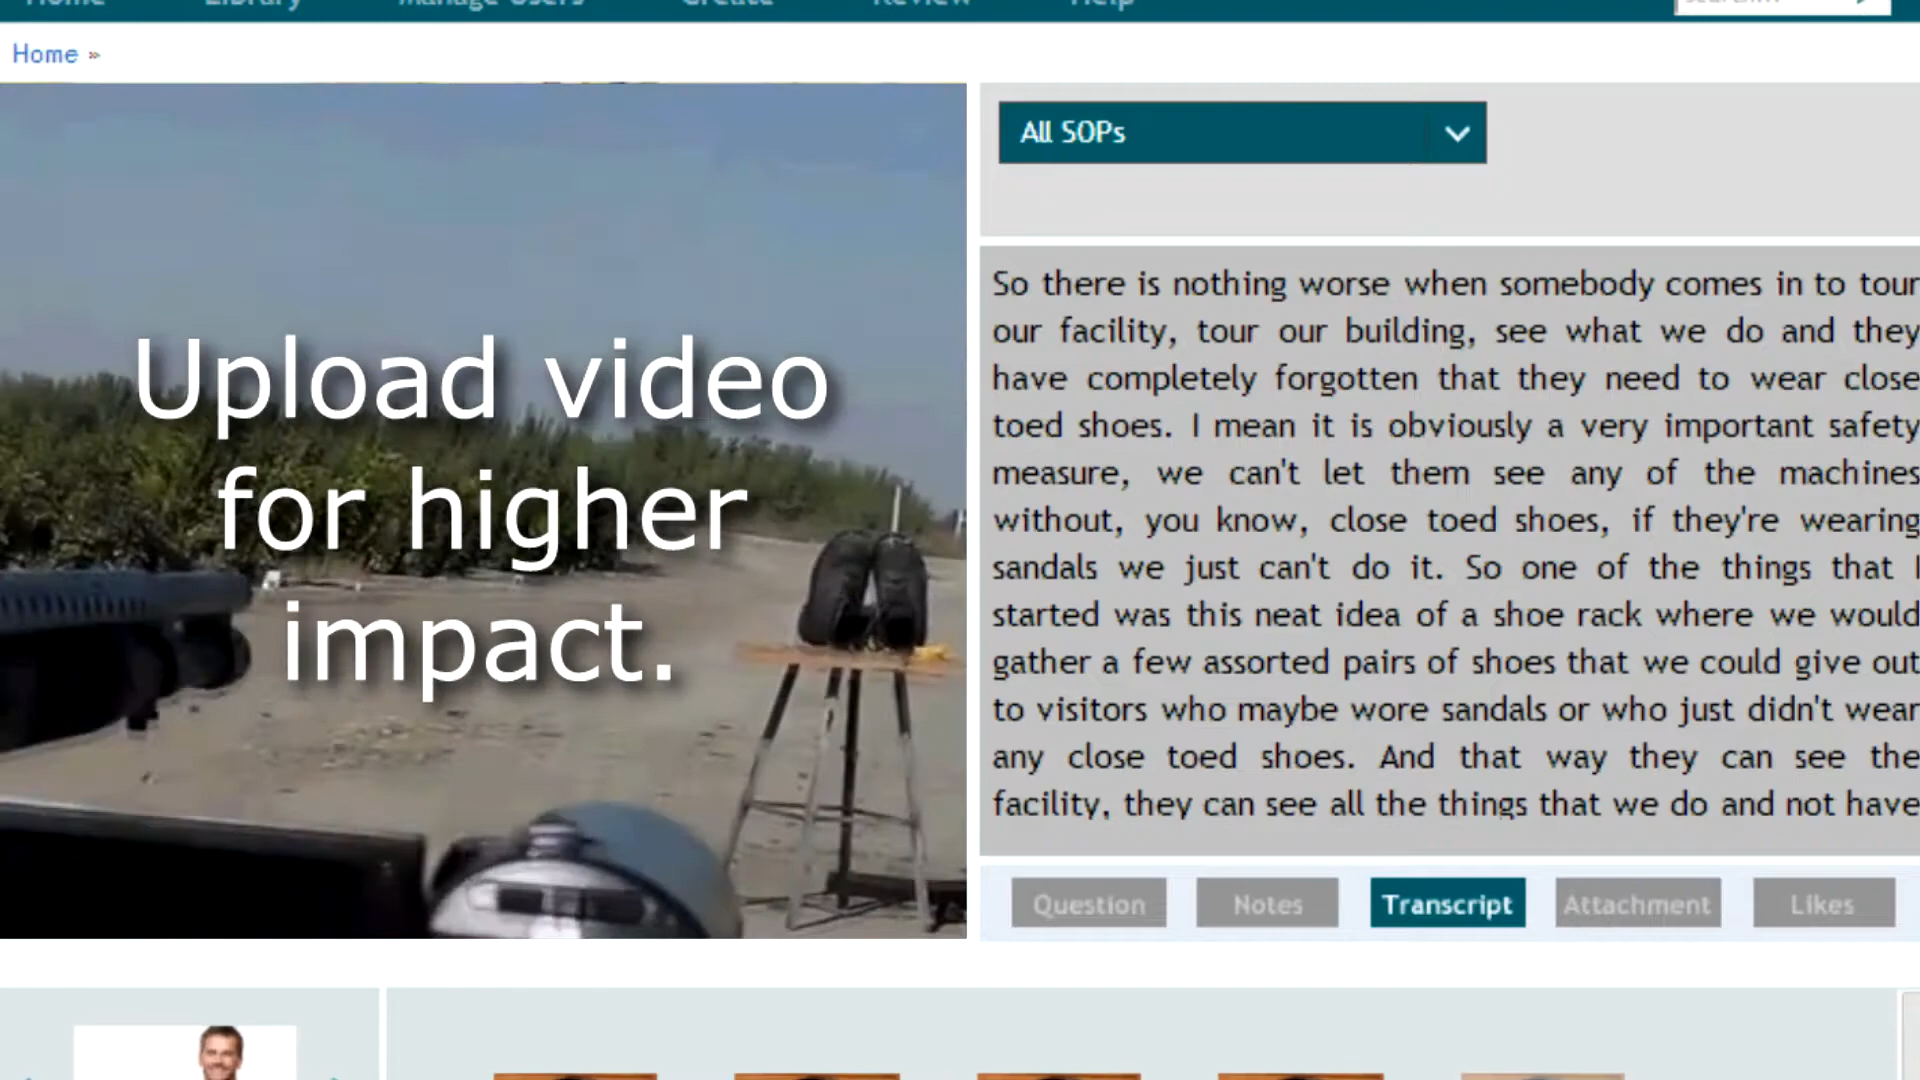 Home Library Manage Users Create Review Help
Home »
All SOPs
Upload video
for higher
impact.
So there is nothing worse when somebody comes in to tour
our facility, tour our building, see what we do and they
have completely forgotten that they need to wear close
toed shoes. I mean it is obviously a very important safety
measure, we can't let them see any of the machines
without, you know, close toed shoes, if they're wearing
sandals we just can't do it. So one of the things that I
started was this neat idea of a shoe rack where we would
gather a few assorted pairs of shoes that we could give out
to visitors who maybe wore sandals or who just didn't wear
any close toed shoes. And that way they can see the
facility, they can see all the things that we do and not have
Question Notes Transcript Attachment Likes